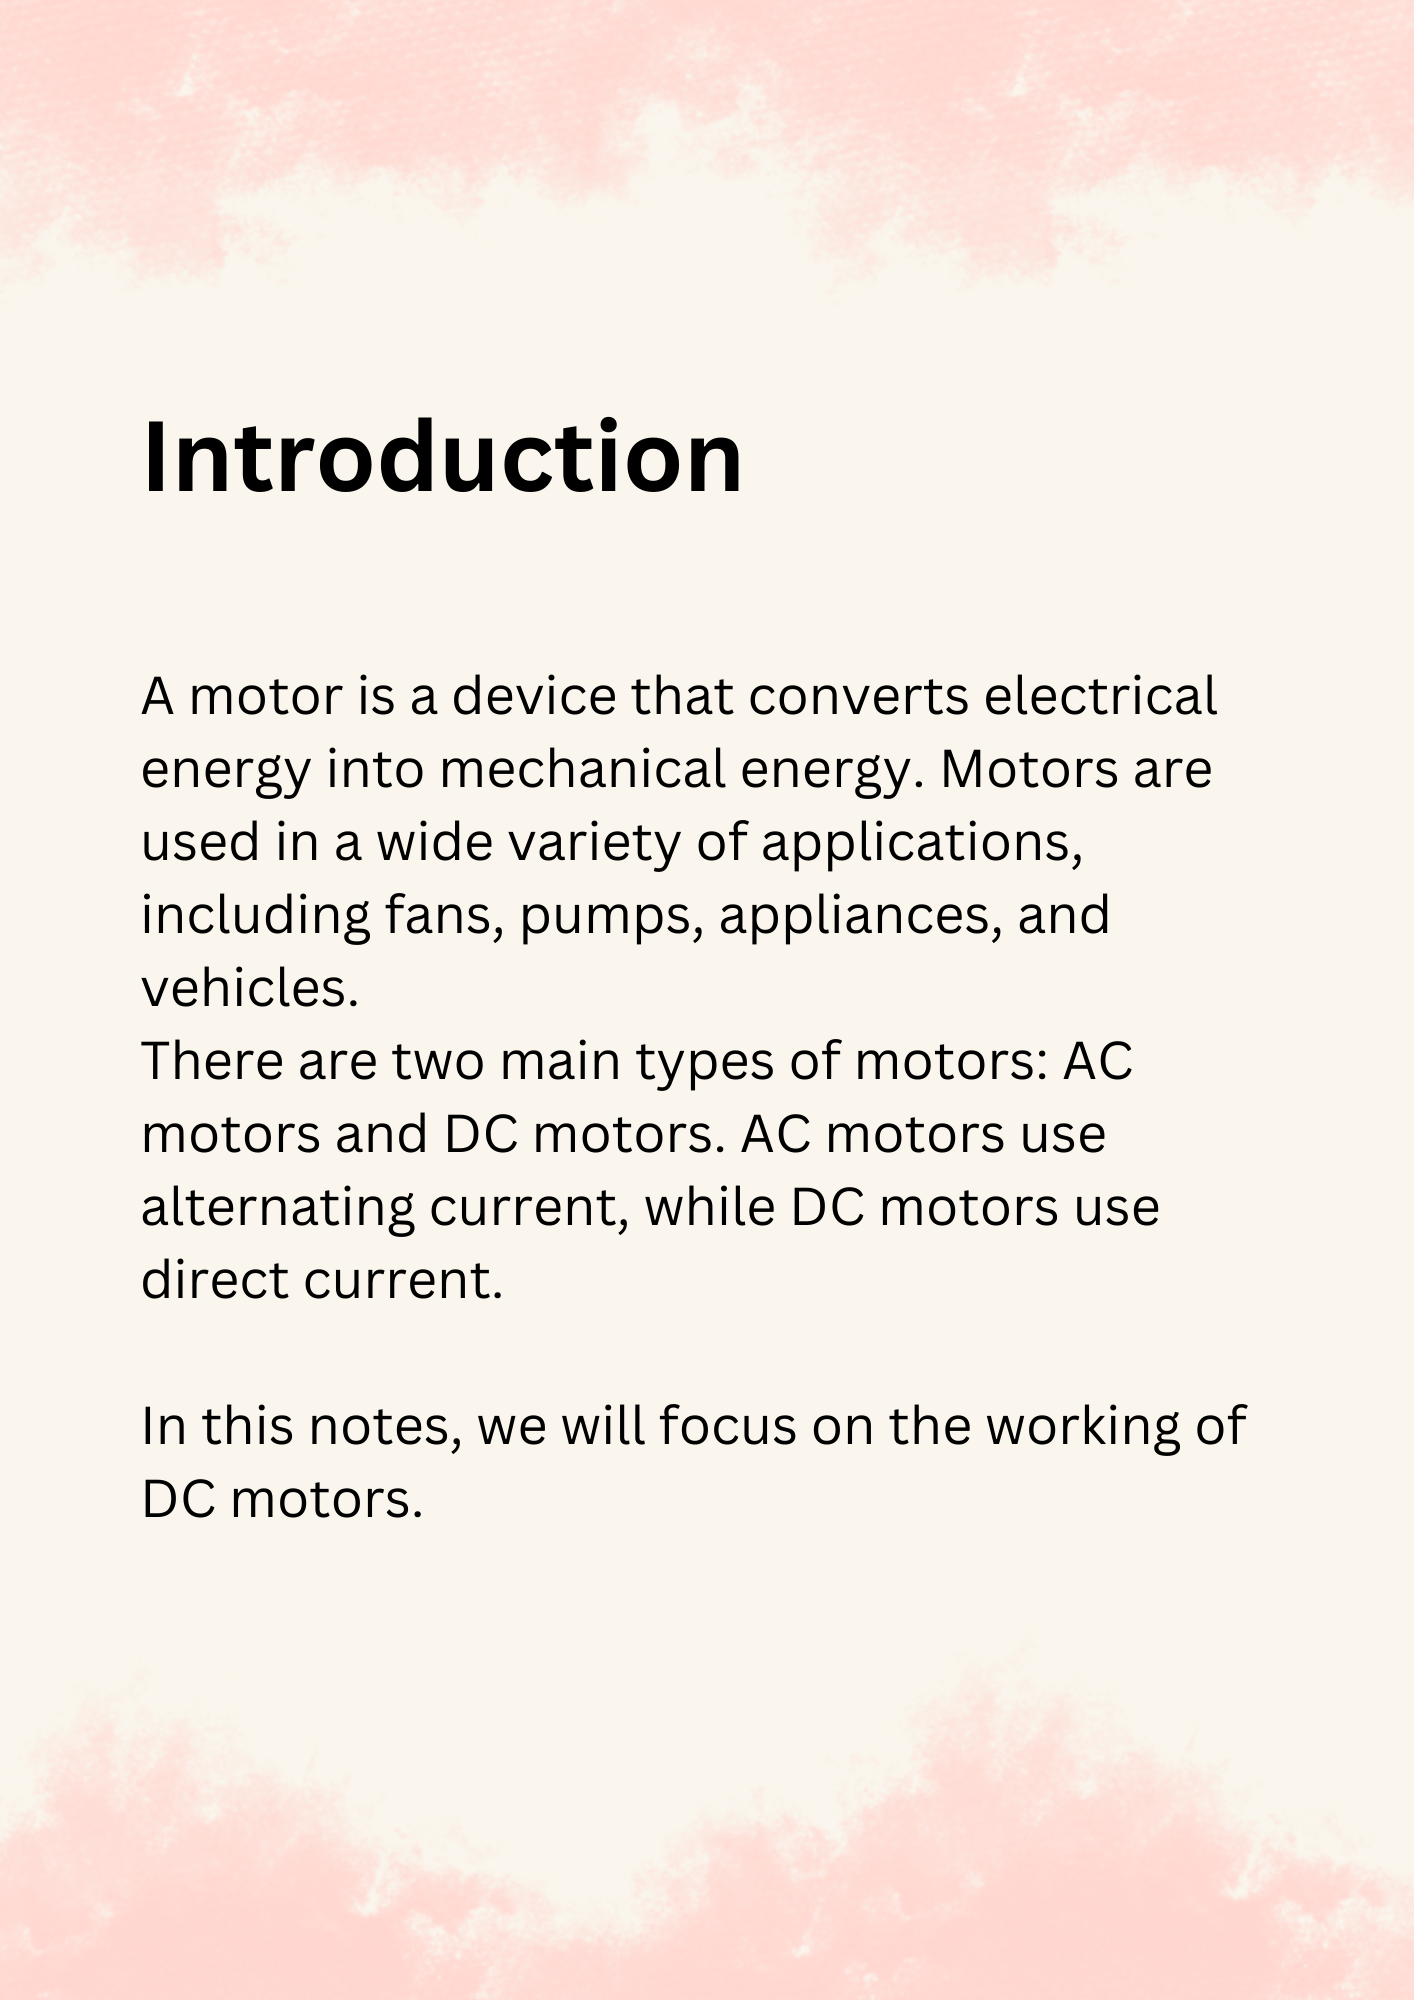 Introduction
A motor is a device that converts electrical
energy into mechanical energy. Motors are
used in a wide variety of applications,
including fans, pumps, appliances, and
vehicles.
There are two main types of motors: AC
motors and DC motors. AC motors use
alternating current, while DC motors use
direct current.
In this notes, we will focus on the working of
DC motors.